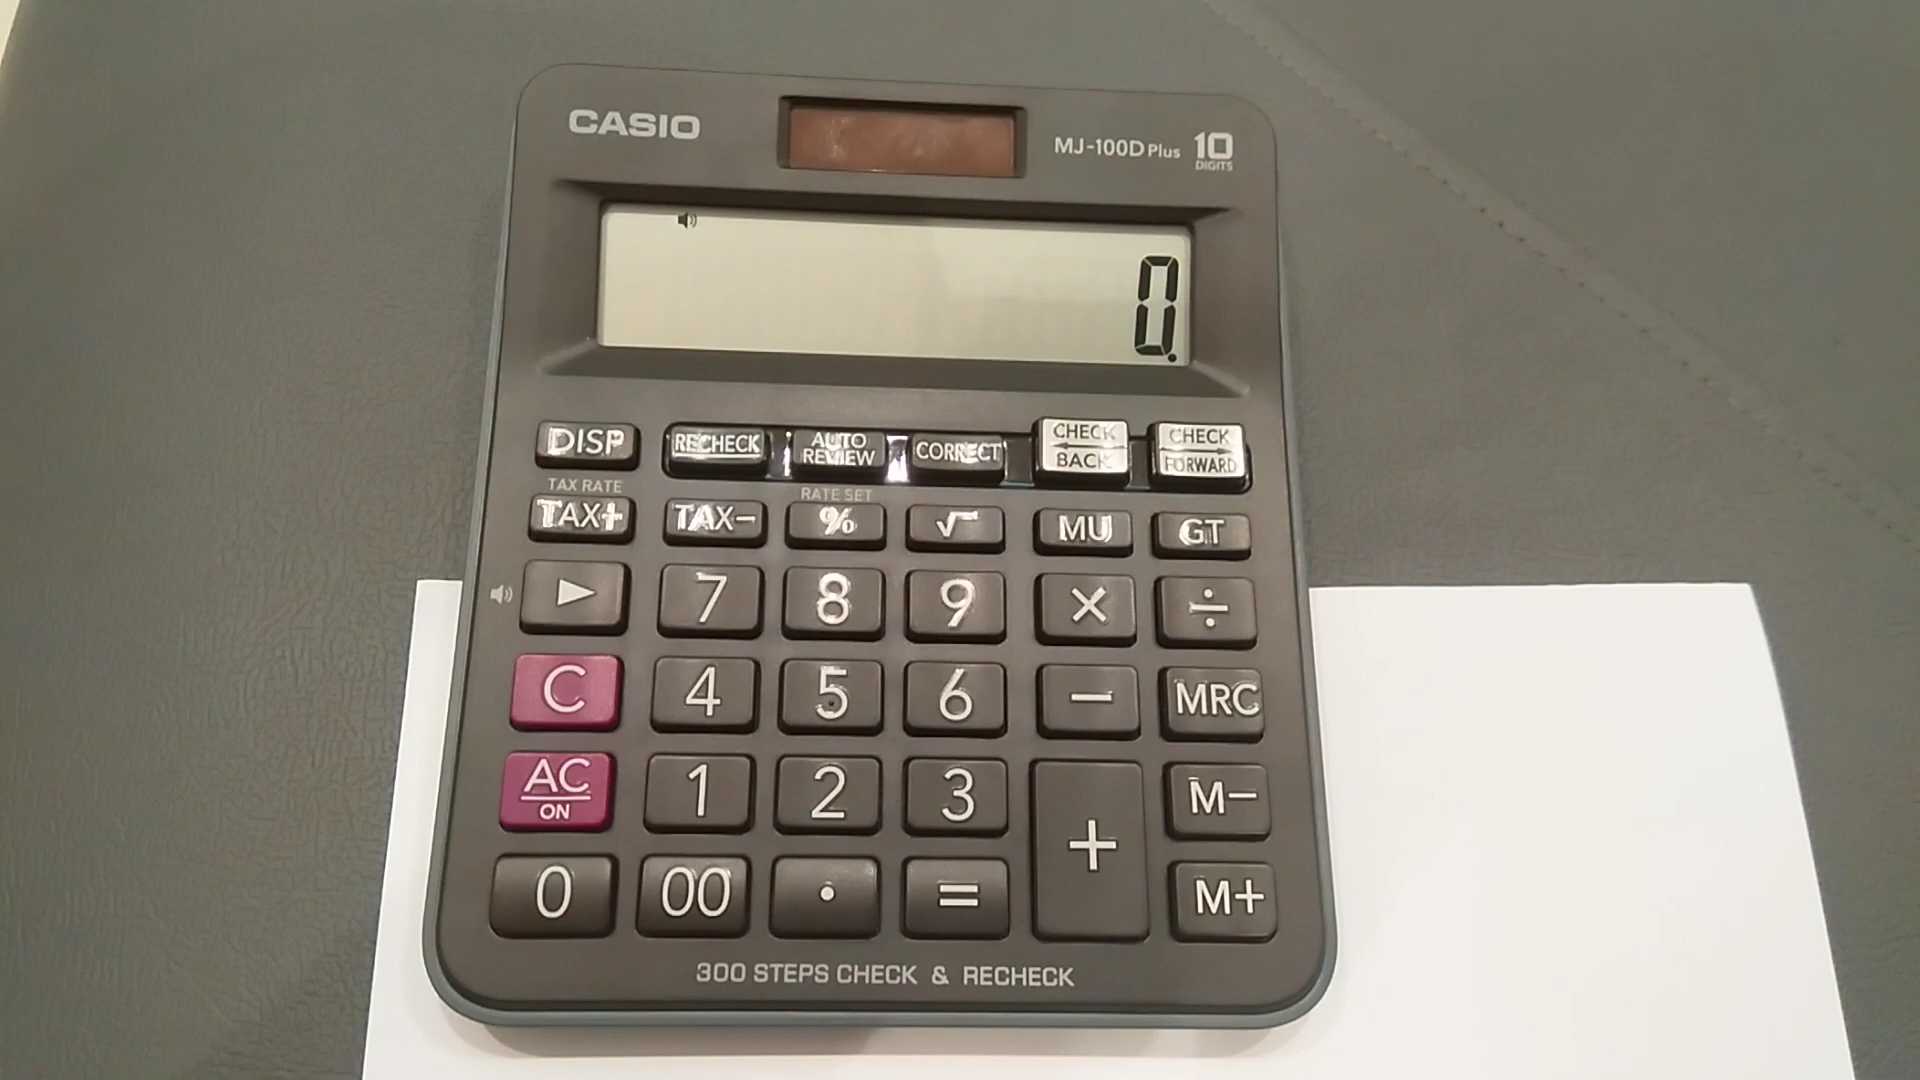 CASIO
MJ-100D Plus 10 DIGITS
0.
DISP RECHECK AUTO REVIEW CORRECT CHECK BACK CHECK FORWARD
TAX RATE RATE SET
TAX+ TAX− % √ MU GT
▶ 7 8 9 × ÷
C 4 5 6 − MRC
AC ON 1 2 3 + M−
0 00 · = M+
300 STEPS CHECK & RECHECK